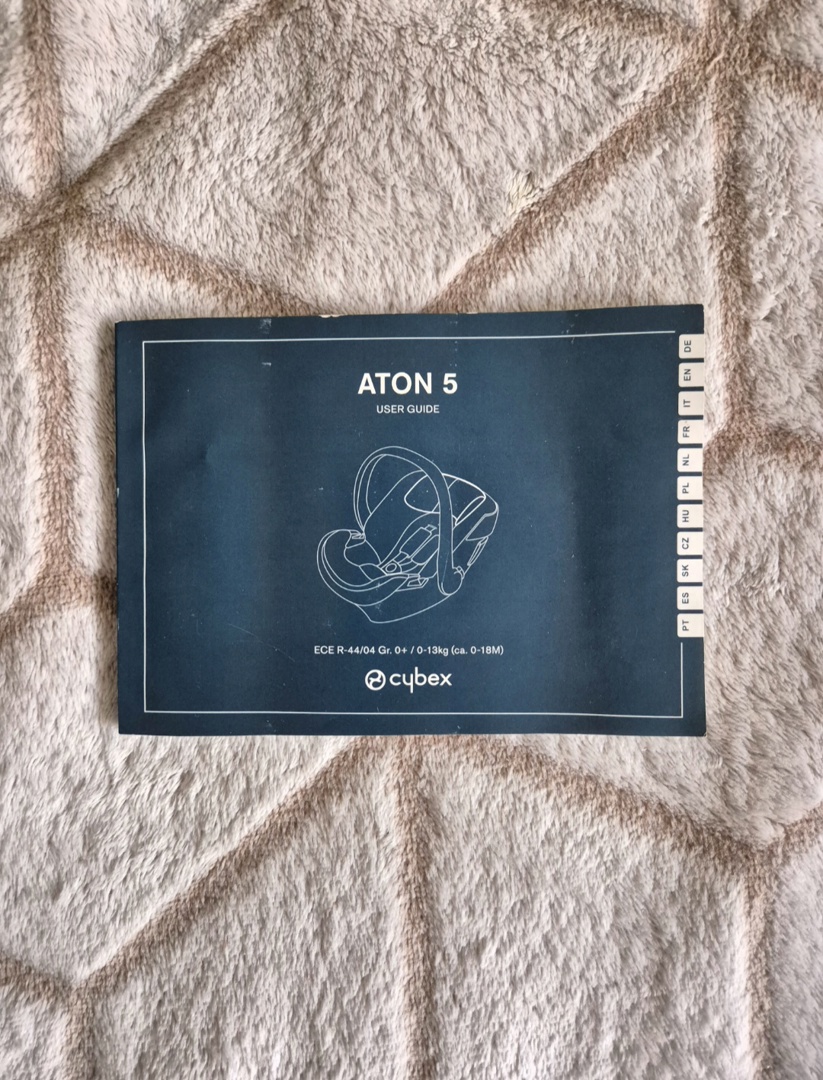 ATON 5
USER GUIDE
ECE R-44/04 Gr. 0+ / 0-13kg (ca. 0-18M)
cybex
DE
EN
IT
FR
NL
PL
HU
CZ
SK
ES
PT